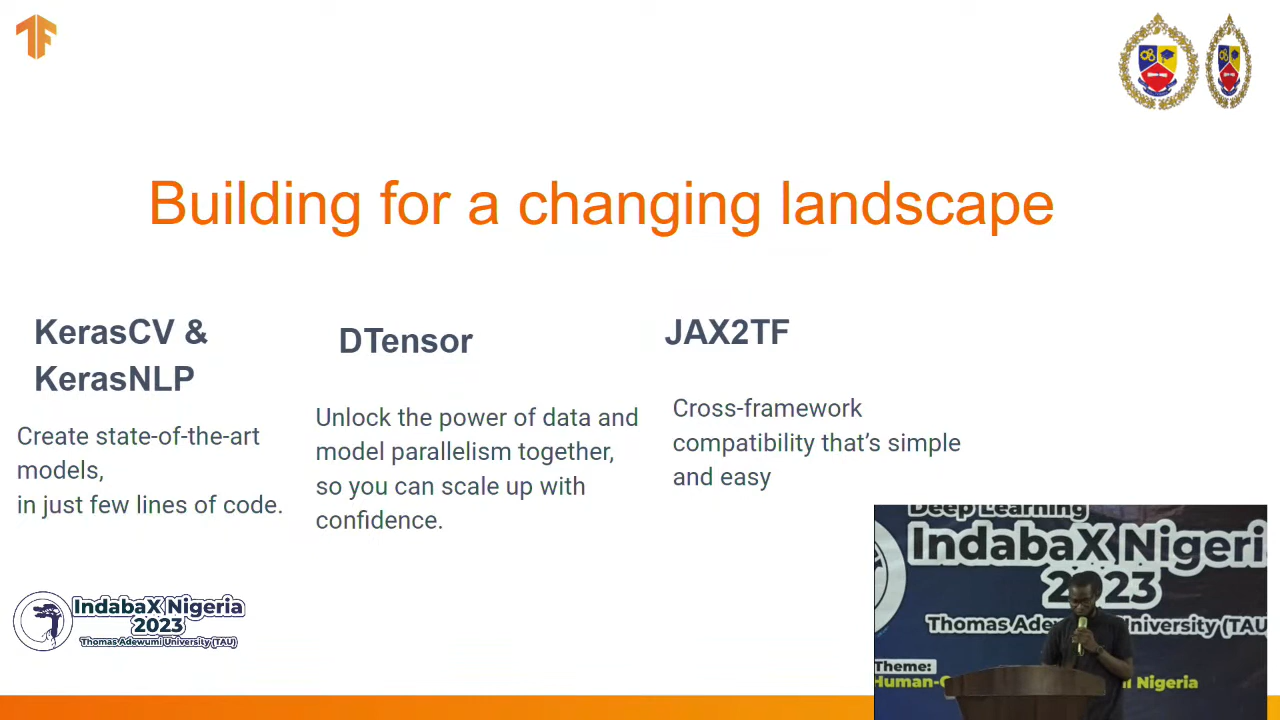 Building for a changing landscape
KerasCV &
KerasNLP
Create state-of-the-art
models,
in just few lines of code.
DTensor
Unlock the power of data and
model parallelism together,
so you can scale up with
confidence.
JAX2TF
Cross-framework
compatibility that’s simple
and easy
IndabaX Nigeria
2023
Thomas Adewumi University (TAU)
Deep Learning
IndabaX Nigeri
2023
Thomas Ade niversity (TAU
Theme:
Human-C Nigeria